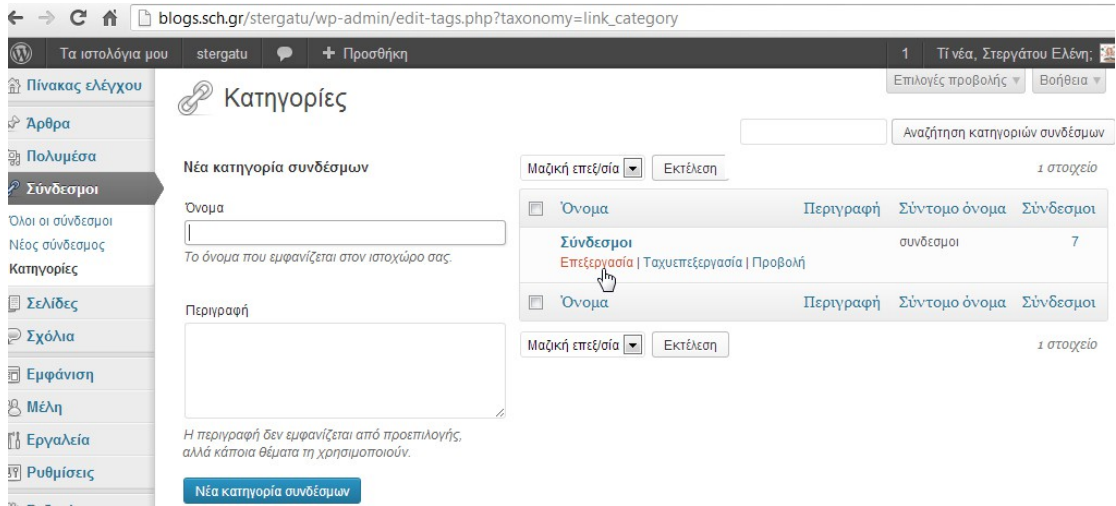 blogs.sch.gr/stergatu/wp-admin/edit-tags.php?taxonomy=link_category
Τα ιστολόγια μου stergatu + Προσθήκη 1 Τί νέα, Στεργάτου Ελένη;
Επιλογές προβολής Βοήθεια
Πίνακας ελέγχου
Άρθρα
Πολυμέσα
Σύνδεσμοι
Όλοι οι σύνδεσμοι
Νέος σύνδεσμος
Κατηγορίες
Σελίδες
Σχόλια
Εμφάνιση
Μέλη
Εργαλεία
Ρυθμίσεις
Κατηγορίες
Αναζήτηση κατηγοριών συνδέσμων
Νέα κατηγορία συνδέσμων
Όνομα
Το όνομα που εμφανίζεται στον ιστοχώρο σας.
Περιγραφή
Η περιγραφή δεν εμφανίζεται από προεπιλογής,
αλλά κάποια θέματα τη χρησιμοποιούν.
Νέα κατηγορία συνδέσμων
Μαζική επεξ/σία Εκτέλεση 1 στοιχείο
Όνομα Περιγραφή Σύντομο όνομα Σύνδεσμοι
Σύνδεσμοι συνδεσμοι 7
Επεξεργασία | Ταχυεπεξεργασία | Προβολή
Όνομα Περιγραφή Σύντομο όνομα Σύνδεσμοι
Μαζική επεξ/σία Εκτέλεση 1 στοιχείο